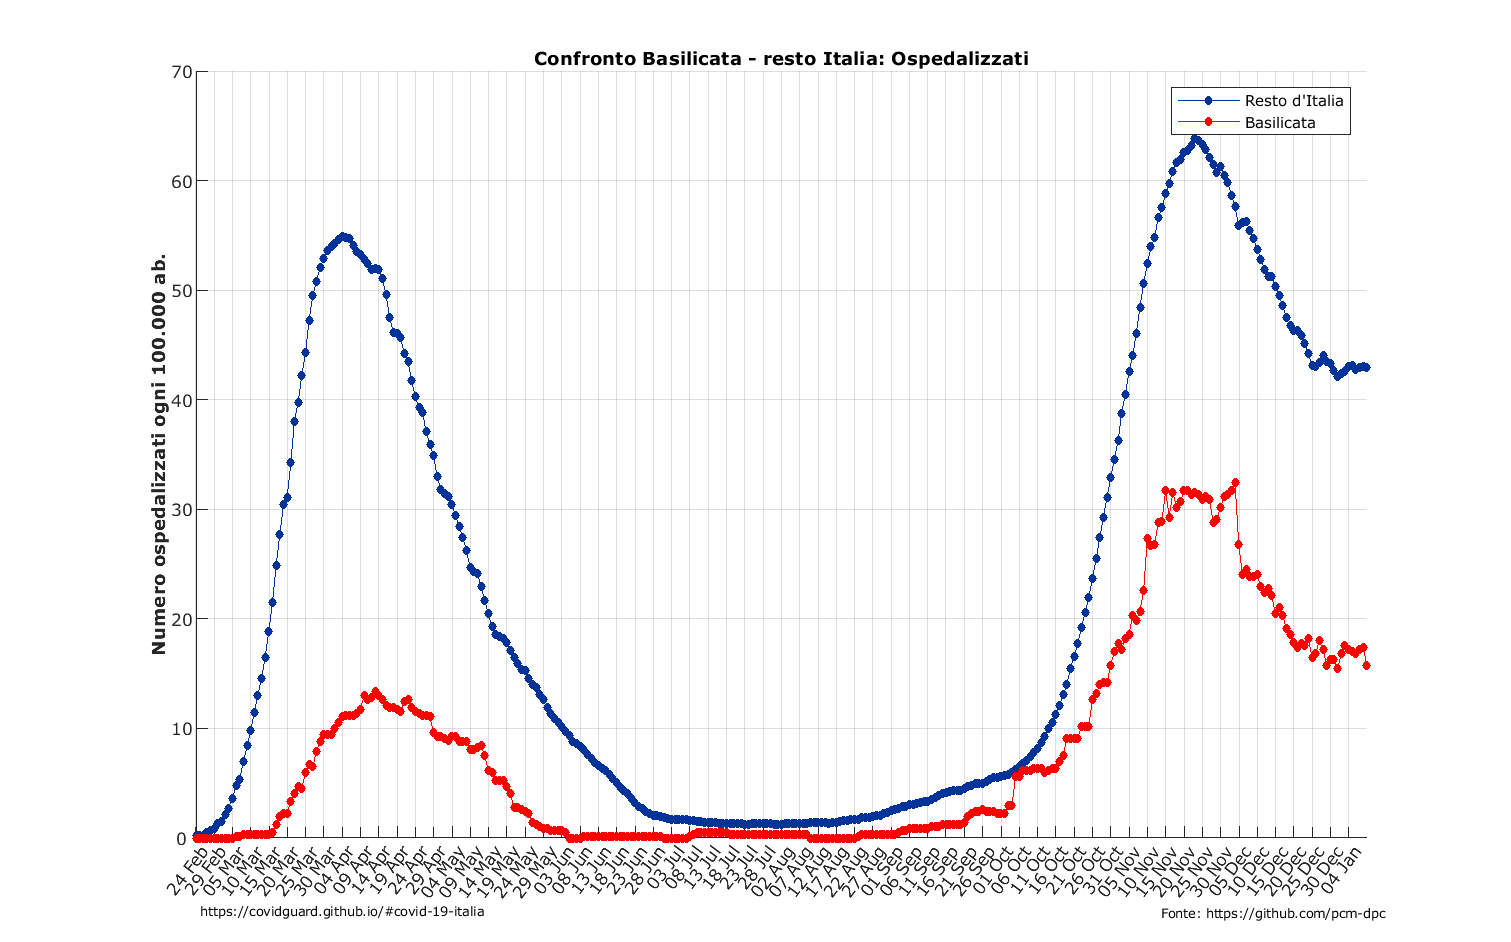 Confronto Basilicata - resto Italia: Ospedalizzati
Resto d'Italia
Basilicata
Numero ospedalizzati ogni 100.000 ab.
70
60
50
40
30
20
10
0
24 Feb
29 Feb
05 Mar
10 Mar
15 Mar
20 Mar
25 Mar
30 Mar
04 Apr
09 Apr
14 Apr
19 Apr
24 Apr
29 Apr
04 May
09 May
14 May
19 May
24 May
29 May
03 Jun
08 Jun
13 Jun
18 Jun
23 Jun
28 Jun
03 Jul
08 Jul
13 Jul
18 Jul
23 Jul
28 Jul
02 Aug
07 Aug
12 Aug
17 Aug
22 Aug
27 Aug
01 Sep
06 Sep
11 Sep
16 Sep
21 Sep
26 Sep
01 Oct
06 Oct
11 Oct
16 Oct
21 Oct
26 Oct
31 Oct
05 Nov
10 Nov
15 Nov
20 Nov
25 Nov
30 Nov
05 Dec
10 Dec
15 Dec
20 Dec
25 Dec
30 Dec
04 Jan
https://covidguard.github.io/#covid-19-italia
Fonte: https://github.com/pcm-dpc